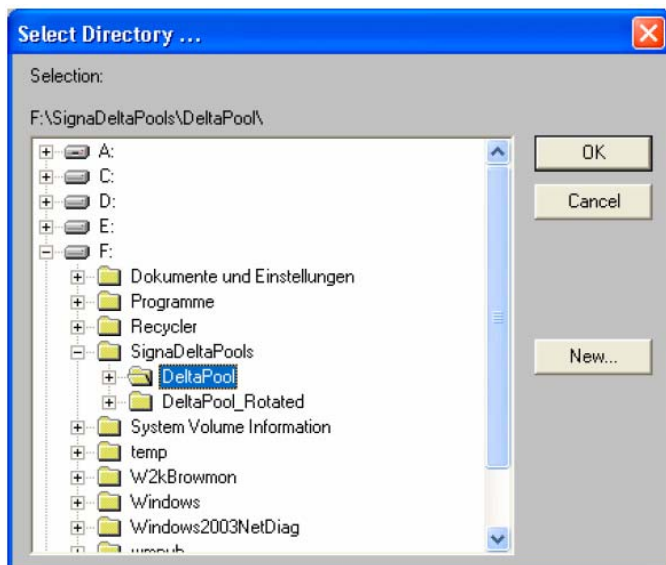 Select Directory ...
Selection:
F:\SignaDeltaPools\DeltaPool\
A:
C:
D:
E:
F:
Dokumente und Einstellungen
Programme
Recycler
SignaDeltaPools
DeltaPool
DeltaPool_Rotated
System Volume Information
temp
W2kBrowmon
Windows
Windows2003NetDiag
OK
Cancel
New...